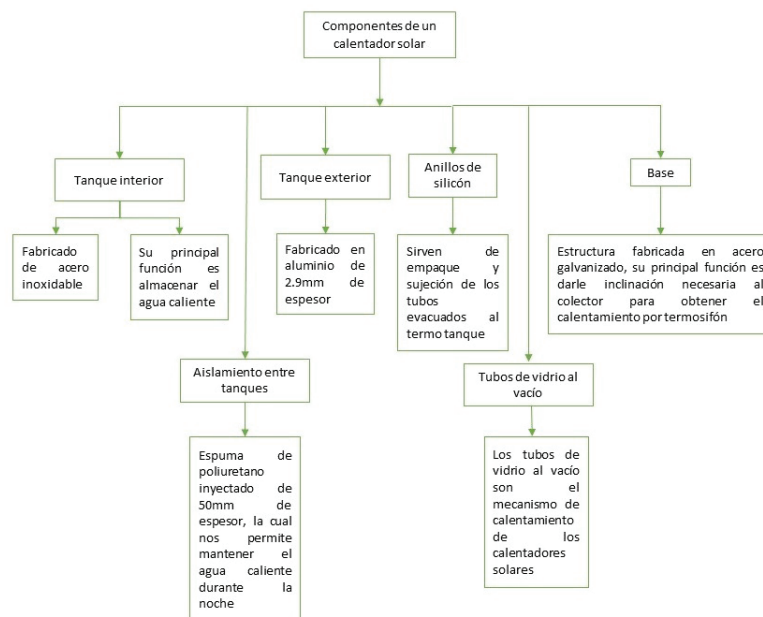 Componentes de un
calentador solar
Tanque interior
Tanque exterior
Anillos de
silicón
Base
Fabricado
de acero
inoxidable
Su principal
función es
almacenar el
agua caliente
Fabricado en
aluminio de
2.9mm de
espesor
Sirven de
empaque y
sujeción de los
tubos
evacuados al
termo tanque
Estructura fabricada en acero
galvanizado, su principal función es
darle inclinación necesaria al
colector para obtener el
calentamiento por termosifón
Aislamiento entre
tanques
Tubos de vidrio al
vacío
Espuma de
poliuretano
inyectado de
50mm de
espesor, la cual
nos permite
mantener el
agua caliente
durante la
noche
Los tubos de
vidrio al vacío
son el
mecanismo de
calentamiento
de los
calentadores
solares